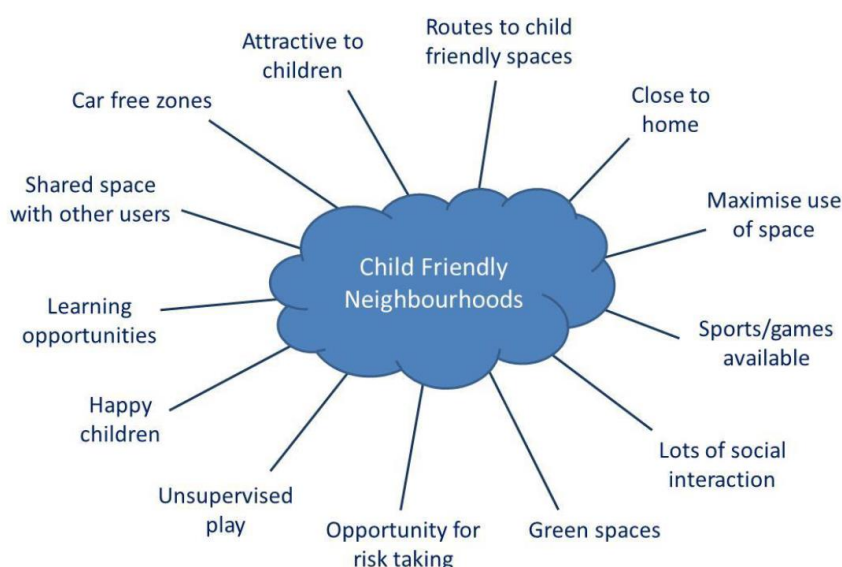 Routes to child
friendly spaces
Attractive to
children
Close to
home
Car free zones
Shared space
with other users
Maximise use
of space
Child Friendly
Neighbourhoods
Learning
opportunities
Sports/games
available
Happy
children
Lots of social
interaction
Unsupervised
play
Opportunity for
risk taking
Green spaces